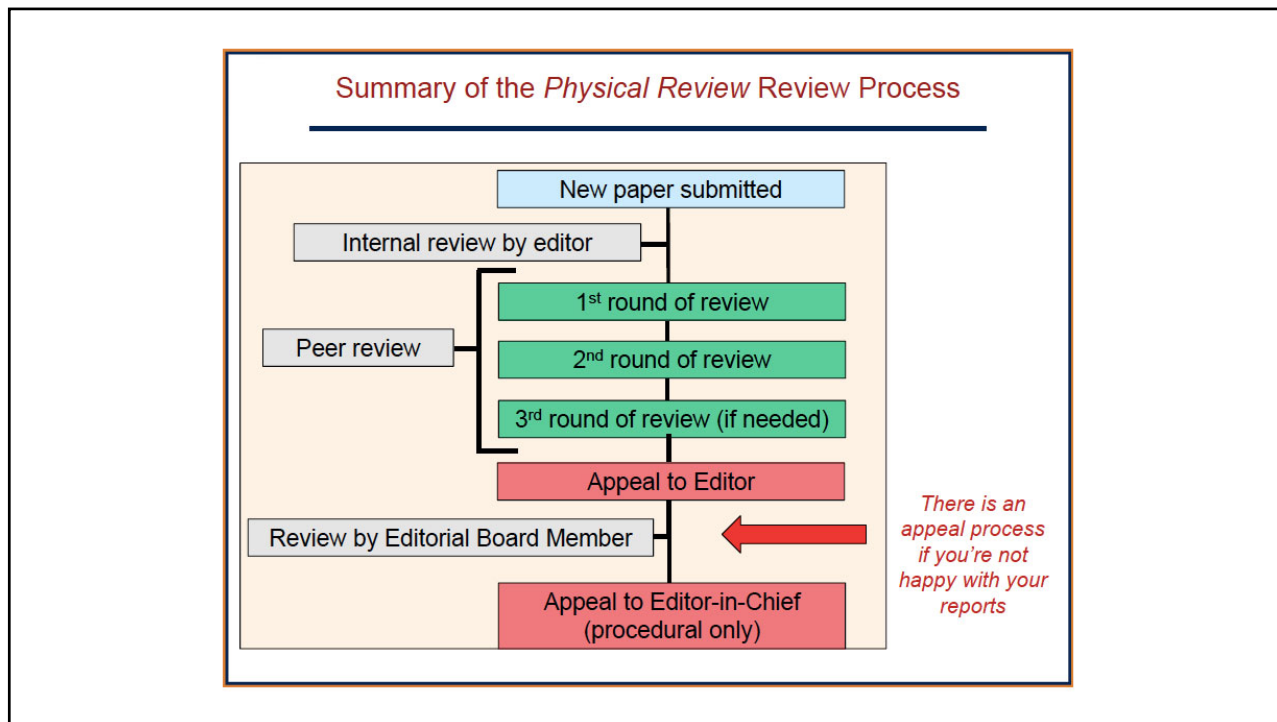 Summary of the Physical Review Review Process
New paper submitted
Internal review by editor
1st round of review
Peer review
2nd round of review
3rd round of review (if needed)
Appeal to Editor
Review by Editorial Board Member
There is an
appeal process
if you're not
happy with your
reports
Appeal to Editor-in-Chief
(procedural only)